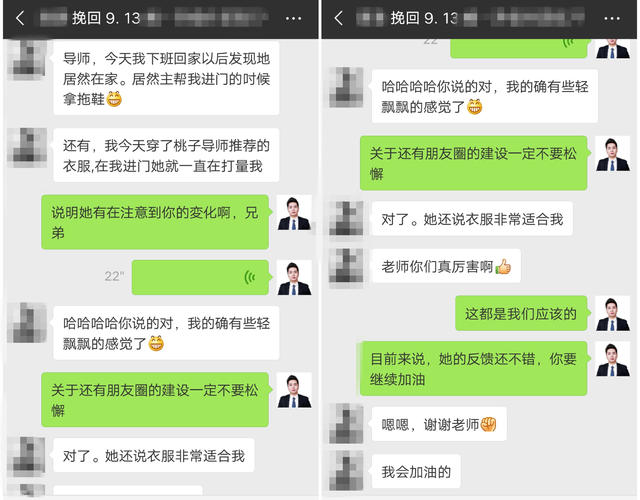 挽回 9. 13
导师，今天我下班回家以后发现地
居然在家。居然主帮我进门的吋候
拿拖鞋
还有，我今天穿了桃子导师推荐的
衣服,在我进门她就一直在打量我
说明她有在注意到你的变化啊，兄
弟
22"
哈哈哈哈你说的对，我的确有些轻
飘飘的感觉了
关于还有朋友圈的建设一定不要松
懈
对了。她还说衣服非常适合我
挽回 9. 13
22"
哈哈哈哈你说的对，我的确有些轻
飘飘的感觉了
关于还有朋友圈的建设一定不要松
懈
对了。她还说衣服非常适合我
老师你们真厉害啊
这都是我们应该的
目前来说，她的反馈还不错，你要
继续加油
嗯嗯，谢谢老师
我会加油的